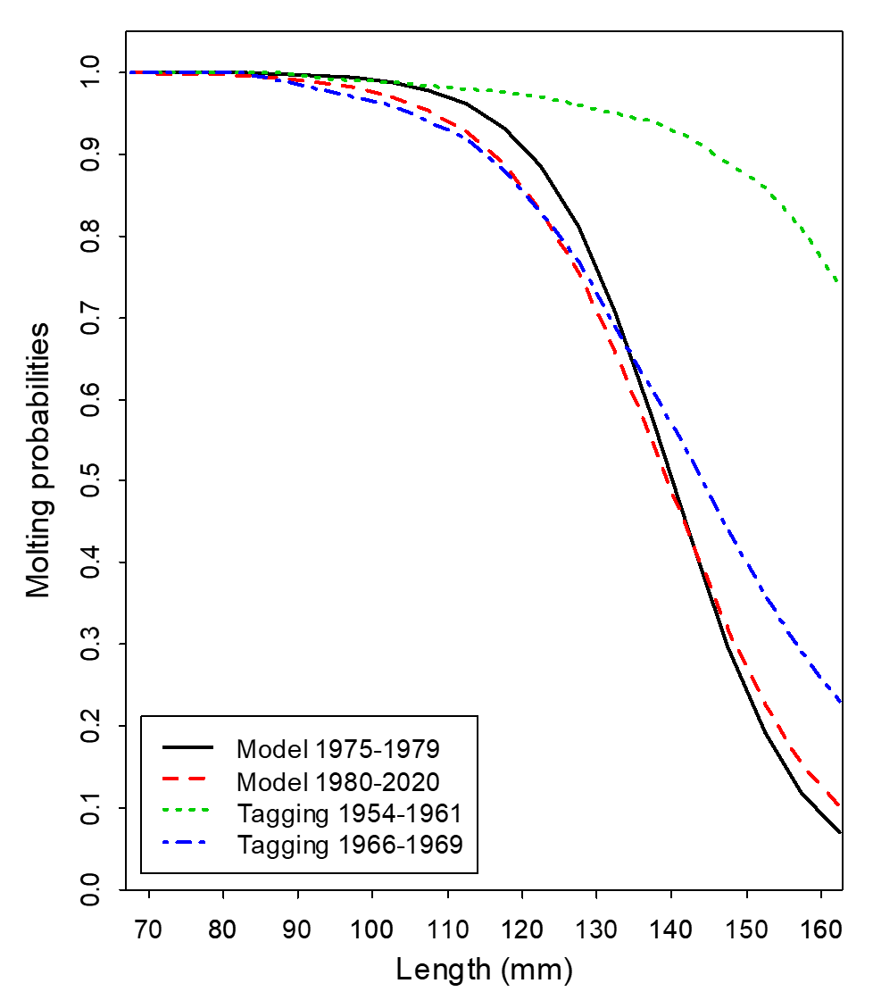 Molting probabilities
1.0
0.9
0.8
0.7
0.6
0.5
0.4
0.3
0.2
0.1
0.0
Model 1975-1979
Model 1980-2020
Tagging 1954-1961
Tagging 1966-1969
70 80 90 100 110 120 130 140 150 160
Length (mm)